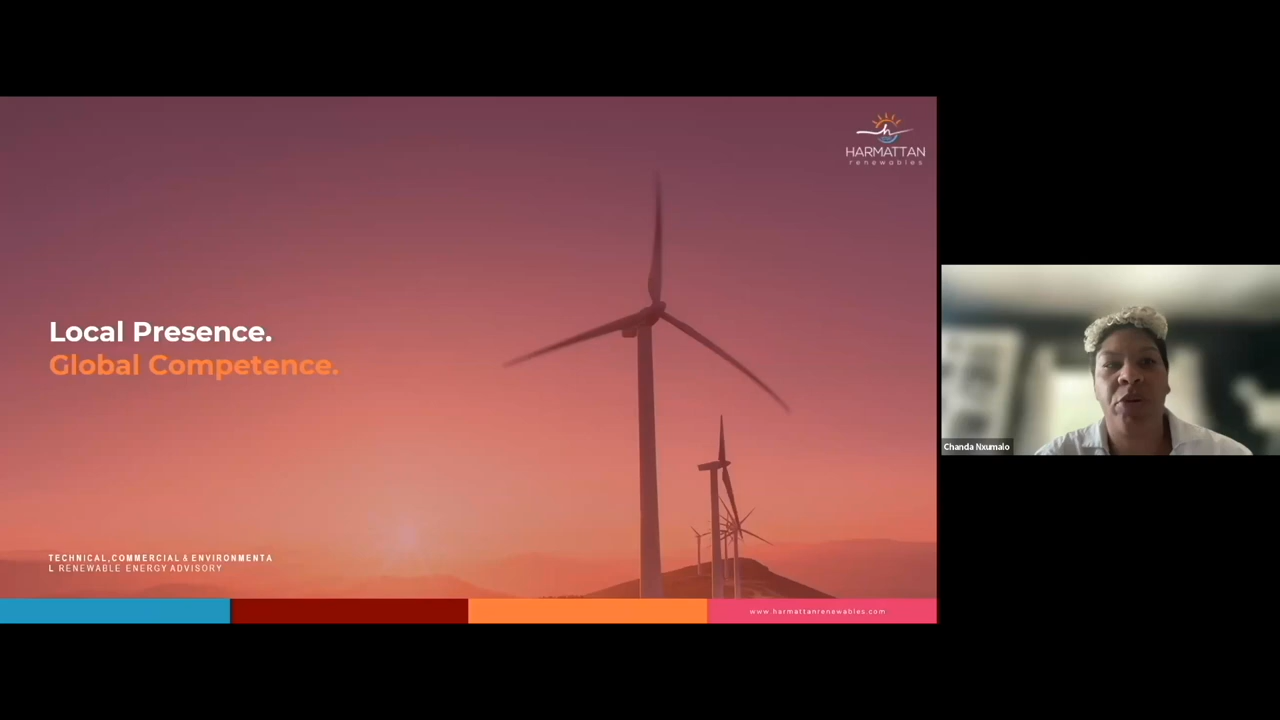 HARMATTAN
renewables
Local Presence.
Global Competence.
TECHNICAL,COMMERCIAL & ENVIRONMENTA
L RENEWABLE ENERGY ADVISORY
www.harmattanrenewables.com
Chanda Nxumalo